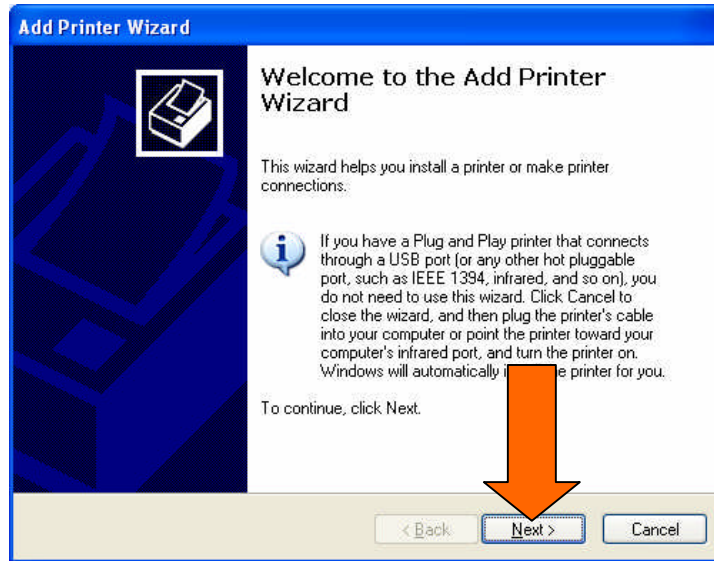 Add Printer Wizard
Welcome to the Add Printer
Wizard
This wizard helps you install a printer or make printer
connections.
If you have a Plug and Play printer that connects
through a USB port (or any other hot pluggable
port, such as IEEE 1394, infrared, and so on), you
do not need to use this wizard. Click Cancel to
close the wizard, and then plug the printer's cable
into your computer or point the printer toward your
computer's infrared port, and turn the printer on.
Windows will automatically printer for you.
To continue, click Next.
< Back Next > Cancel